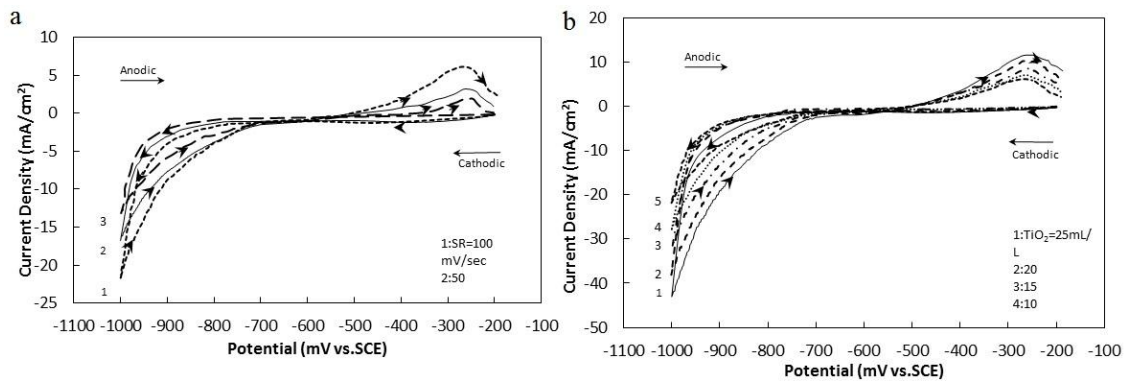 a
10
5
0
-5
-10
-15
-20
-25
Current Density (mA/cm²)
Anodic
Cathodic
3
2
1
1:SR=100
mV/sec
2:50
-1100 -1000 -900 -800 -700 -600 -500 -400 -300 -200 -100
Potential (mV vs.SCE)
b
20
10
0
-10
-20
-30
-40
-50
Current Density (mA/cm²)
Anodic
Cathodic
5
4
3
2
1
1:TiO₂=25mL/
L
2:20
3:15
4:10
-1100 -1000 -900 -800 -700 -600 -500 -400 -300 -200 -100
Potential (mV vs.SCE)